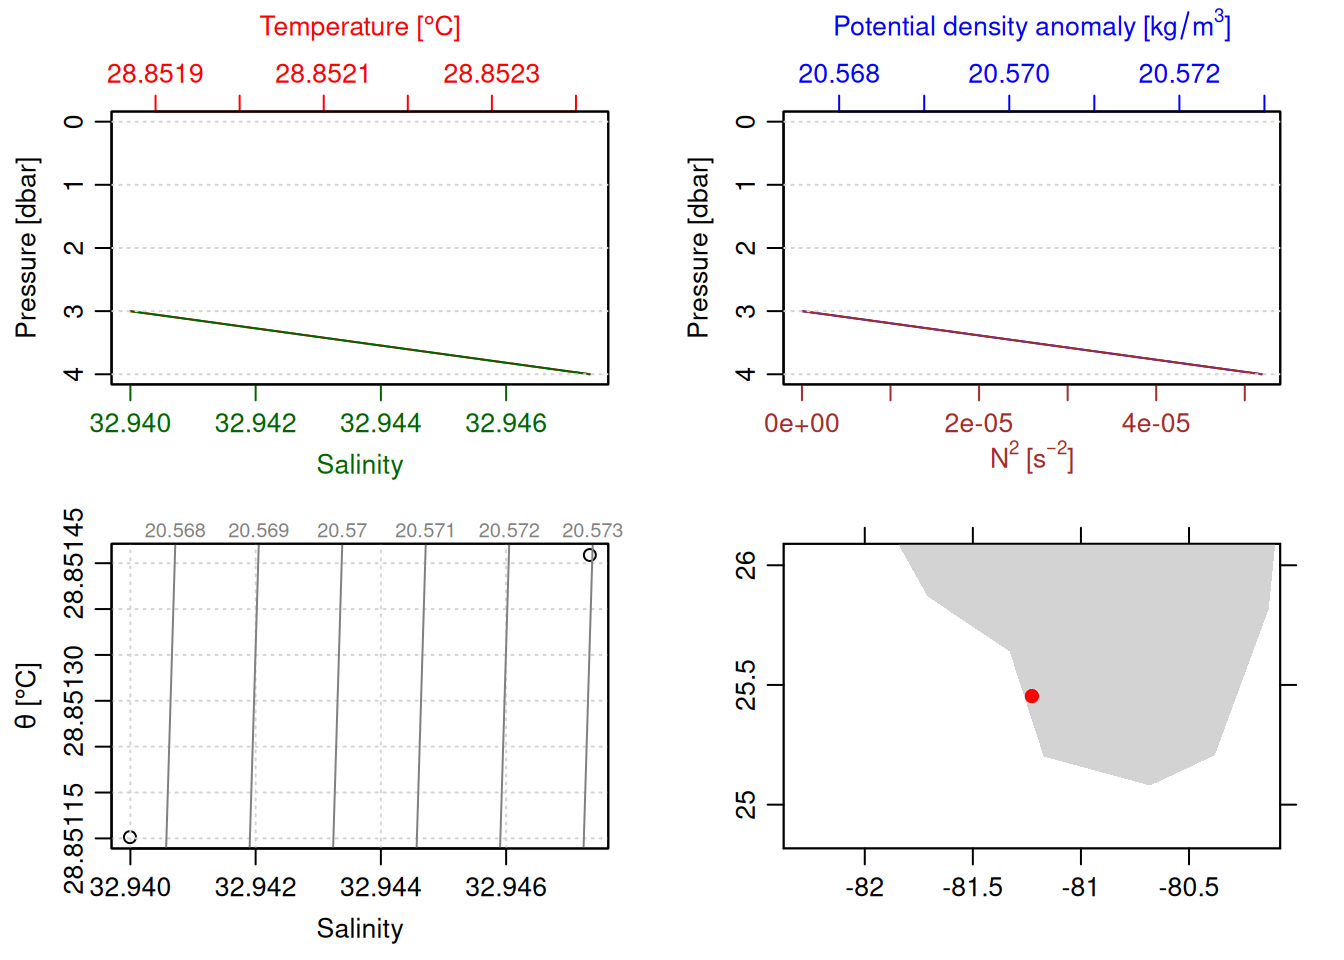 Temperature [°C]
28.8519 28.8521 28.8523
Pressure [dbar]
0
1
2
3
4
32.940 32.942 32.944 32.946
Salinity
Potential density anomaly [kg/m³]
20.568 20.570 20.572
Pressure [dbar]
0
1
2
3
4
0e+00 2e-05 4e-05
N² [s⁻²]
20.568 20.569 20.57 20.571 20.572 20.573
θ [°C]
28.85145
28.85130
28.85115
32.940 32.942 32.944 32.946
Salinity
26
25.5
25
-82 -81.5 -81 -80.5